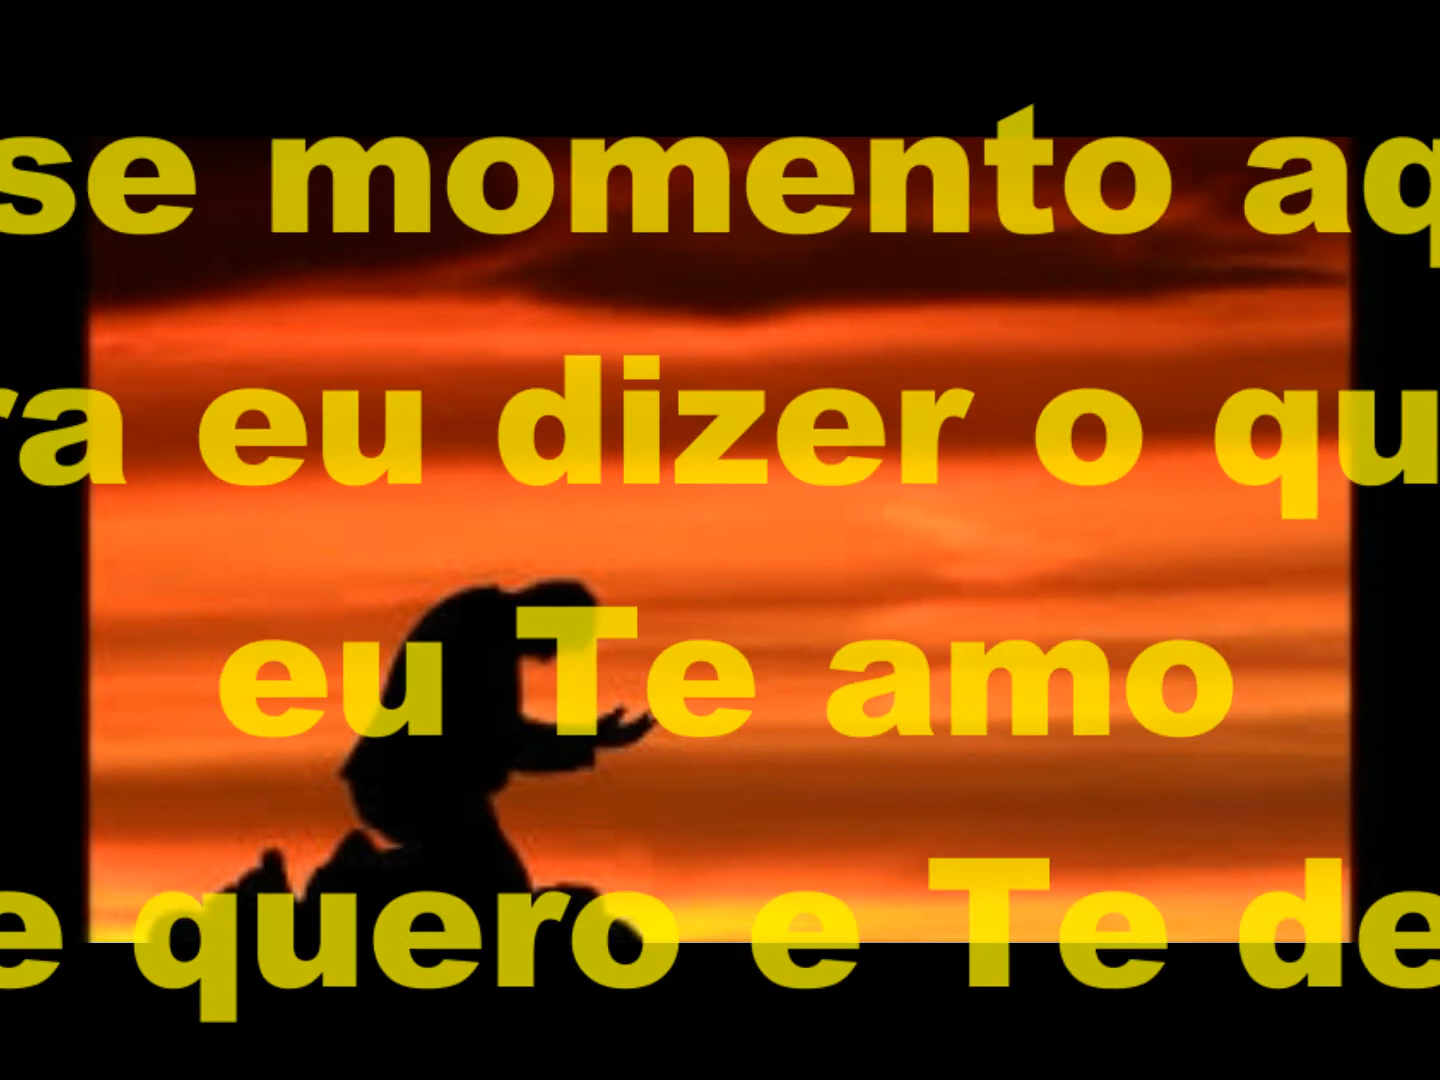 se momento aq
ra eu dizer o qu
eu Te amo
e quero e Te de